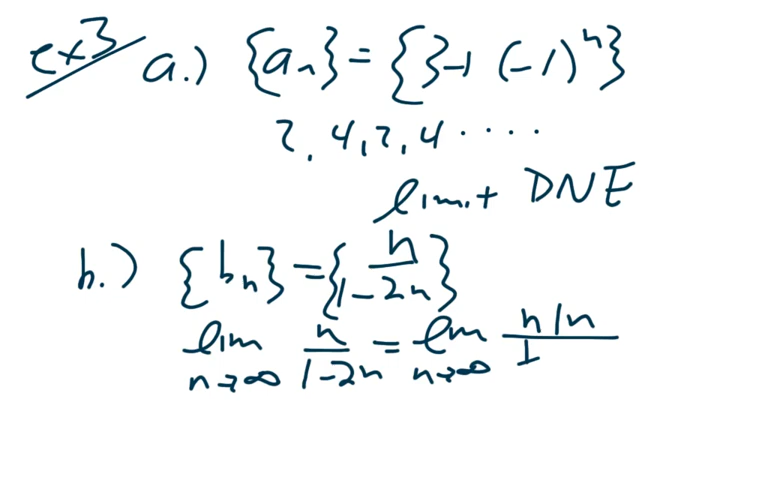 ex3 a.) {aₙ} = {3+ (-1)ⁿ}
2, 4, 2, 4 ....
limit DNE
b.) {bₙ} = {n/(1-2n)}
lim n→∞ n/(1-2n) = lim n→∞ (n/n)/1